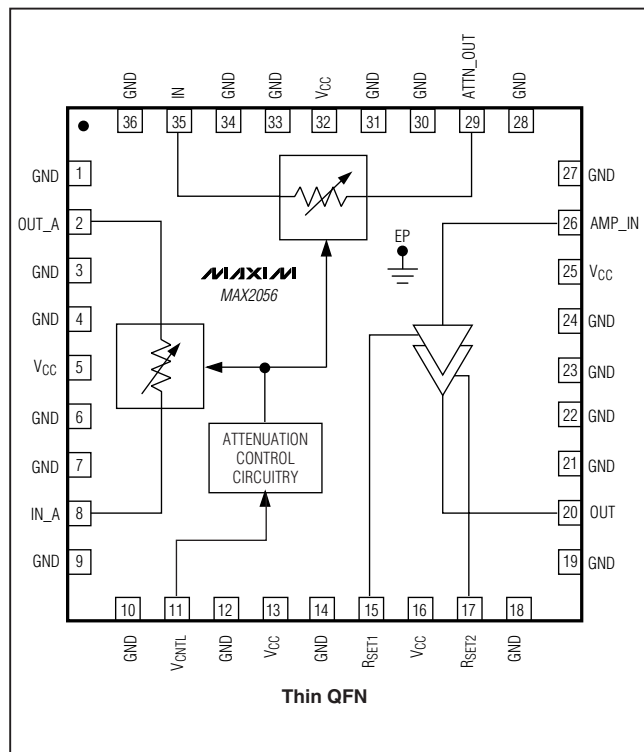 GND IN GND GND VCC GND GND ATTN_OUT GND
36 35 34 33 32 31 30 29 28
GND 1 27 GND
OUT_A 2 26 AMP_IN
EP
GND 3 25 VCC
MAXIM
MAX2056
GND 4 24 GND
VCC 5 23 GND
GND 6 22 GND
ATTENUATION
CONTROL
CIRCUITRY
GND 7 21 GND
IN_A 8 20 OUT
GND 9 19 GND
10 11 12 13 14 15 16 17 18
GND VCNTL GND VCC GND RSET1 VCC RSET2 GND
Thin QFN